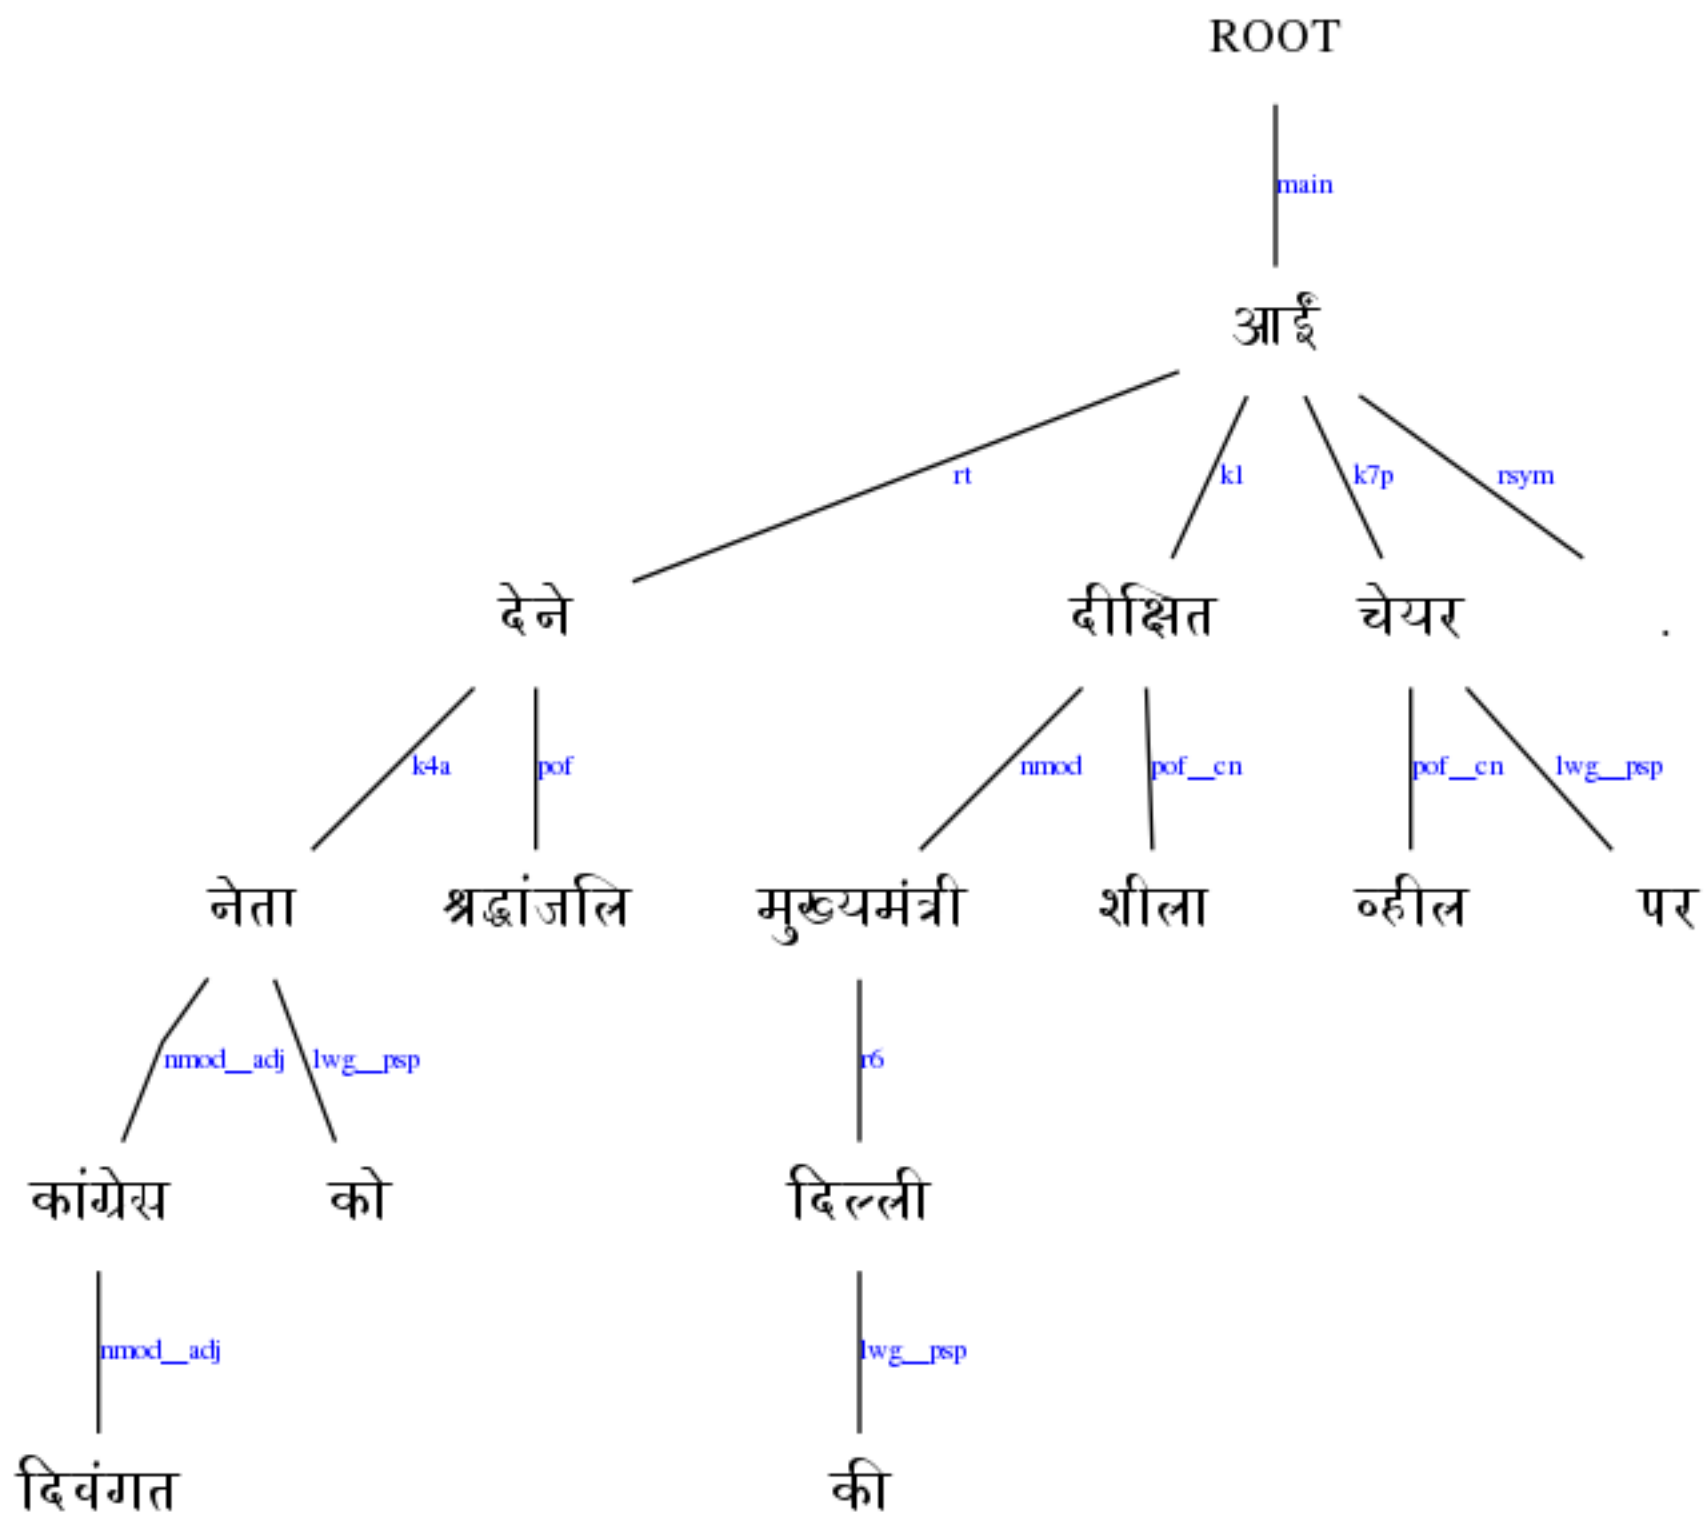 ROOT
main
आईं
rt k1 k7p rsym
देने दीक्षित चेयर .
k4a pof nmod pof__cn pof__cn lwg__psp
नेता श्रद्धांजलि मुख्यमंत्री शीला व्हील पर
nmod__adj lwg__psp r6
कांग्रेस को दिल्ली
nmod__adj lwg__psp
दिवंगत की